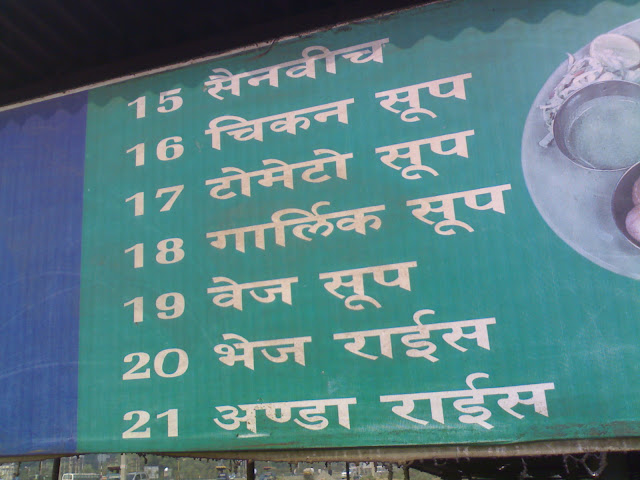 15 सैनवीच
16 चिकन सूप
17 टोमेटो सूप
18 गार्लिक सूप
19 वेज सूप
20 भेज राईस
21 अण्डा राईस